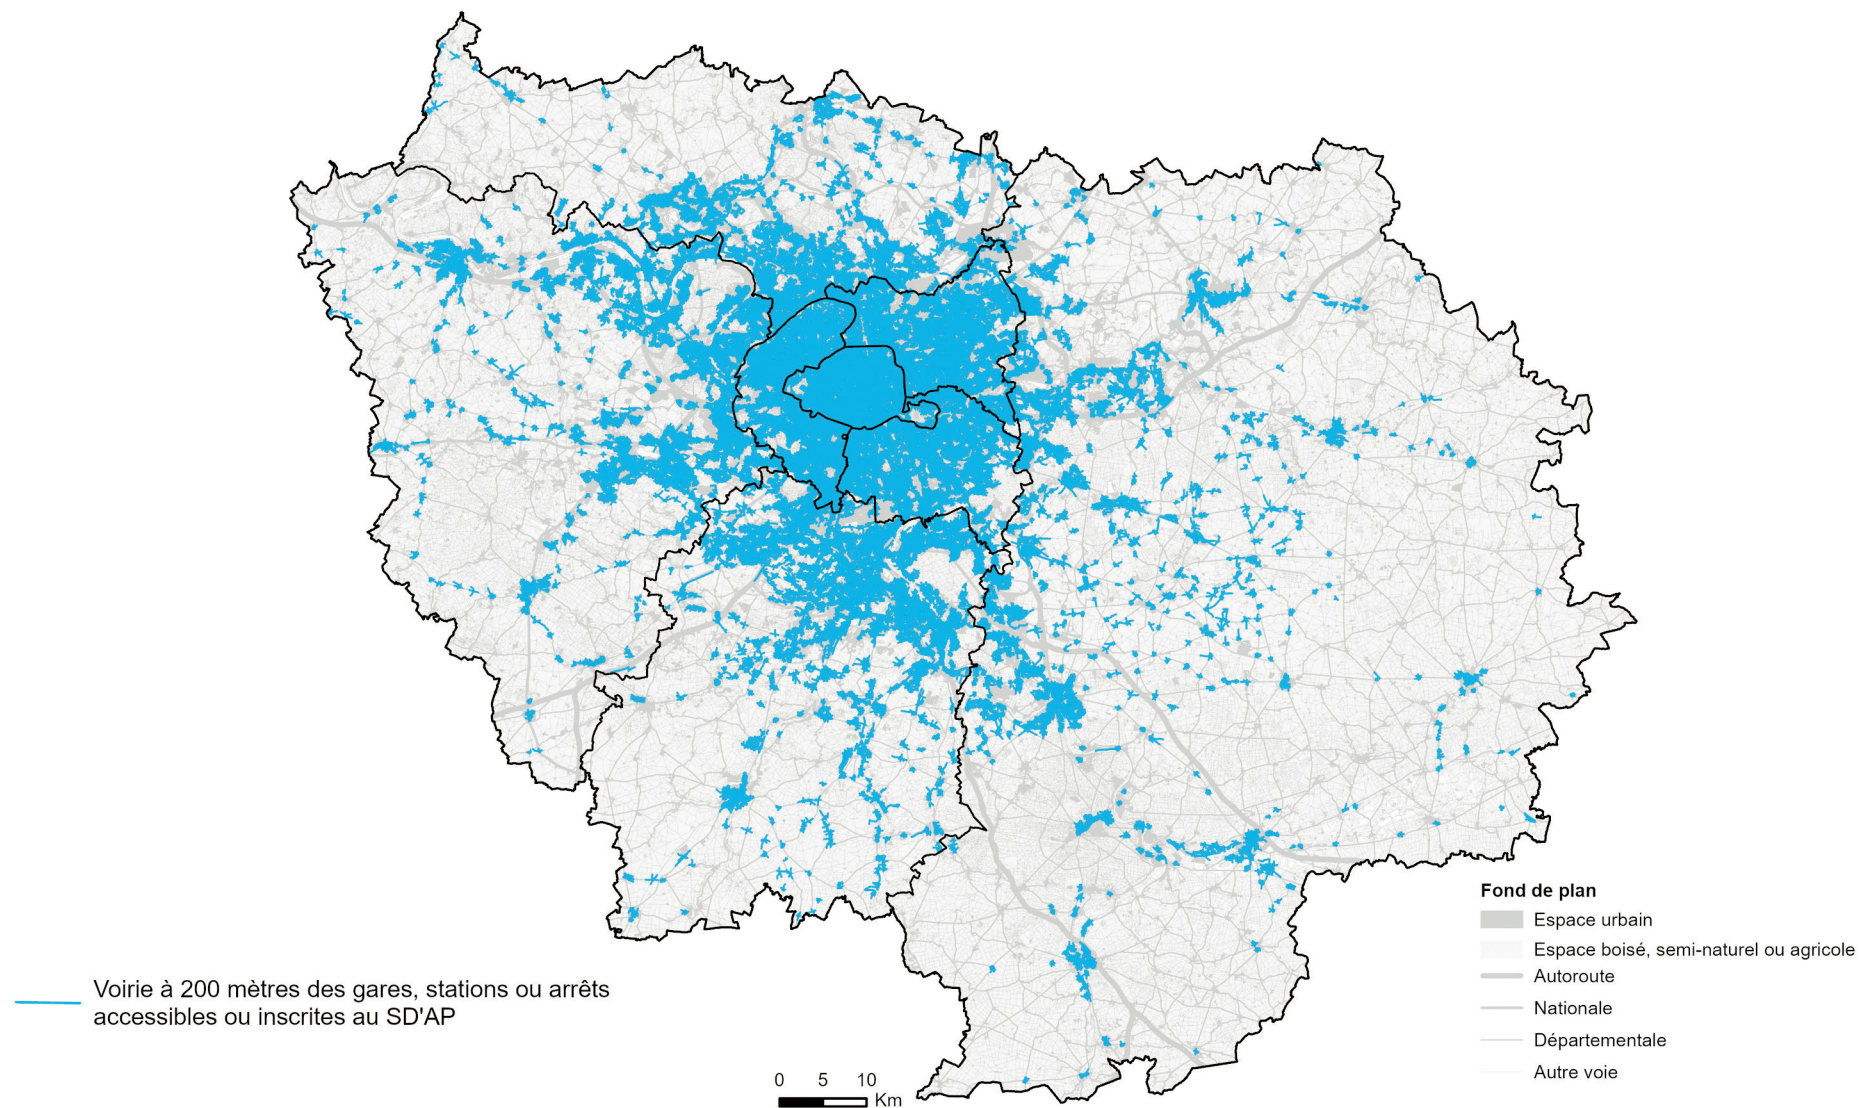 Fond de plan
Espace urbain
Espace boisé, semi-naturel ou agricole
Autoroute
Nationale
Départementale
Autre voie
Voirie à 200 mètres des gares, stations ou arrêts
accessibles ou inscrites au SD'AP
0 5 10
Km